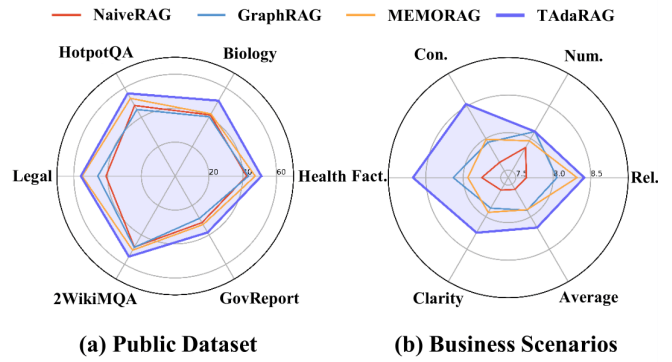 NaiveRAG GraphRAG MEMORAG TAdaRAG
HotpotQA Biology Con. Num.
Legal 20 40 60 Health Fact. 7.5 8.0 8.5 Rel.
2WikiMQA GovReport Clarity Average
(a) Public Dataset (b) Business Scenarios